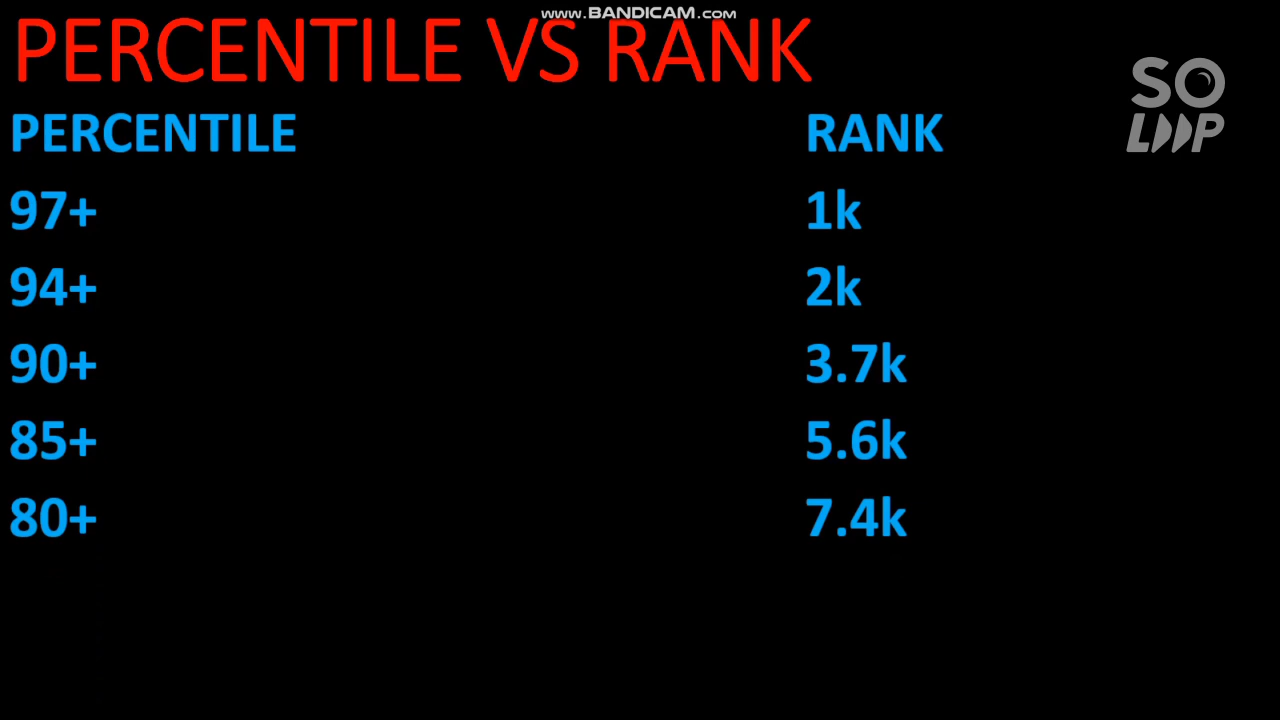 www.BANDICAM.com
PERCENTILE VS RANK
SO
LOOP
PERCENTILE RANK
97+ 1k
94+ 2k
90+ 3.7k
85+ 5.6k
80+ 7.4k